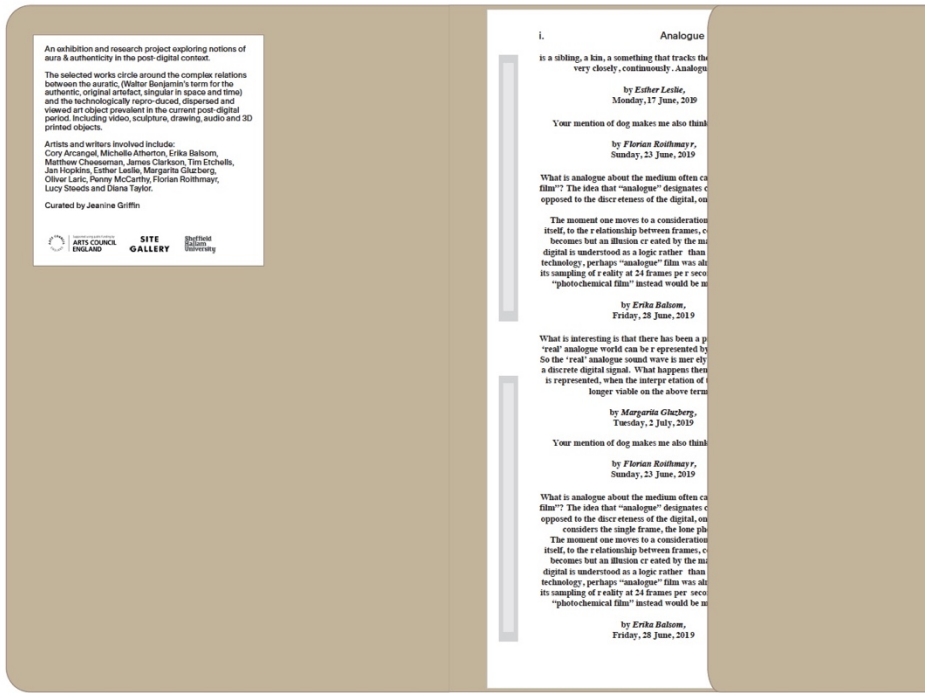 An exhibition and research project exploring notions of
aura & authenticity in the post-digital context.
The selected works circle around the complex relations
between the auratic, (Walter Benjamin's term for the
authentic, original artefact, singular in space and time)
and the technologically repro-duced, dispersed and
viewed art object prevalent in the current post-digital
period. Including video, sculpture, drawing, audio and 3D
printed objects.
Artists and writers involved include:
Cory Arcangel, Michelle Atherton, Erika Balsom,
Matthew Cheeseman, James Clarkson, Tim Etchells,
Jan Hopkins, Esther Leslie, Margarita Gluzberg,
Oliver Laric, Penny McCarthy, Florian Roithmayr,
Lucy Steeds and Diana Taylor.
Curated by Jeanine Griffin
ARTS COUNCIL
ENGLAND
SITE
GALLERY
Sheffield
Hallam
University
i. Analogue
is a sibling, a kin, a something that tracks the
very closely, continuously. Analogu
by Esther Leslie,
Monday, 17 June, 2019
Your mention of dog makes me also think
by Florian Roithmayr,
Sunday, 23 June, 2019
What is analogue about the medium often ca
film"? The idea that "analogue" designates c
opposed to the discr eteness of the digital, on
The moment one moves to a consideration
itself, to the r elationship between frames, c
becomes but an illusion cr eated by the ma
digital is understood as a logic rather than
technology, perhaps "analogue" film was alr
its sampling of r eality at 24 frames pe r seco
"photochemical film" instead would be m
by Erika Balsom,
Friday, 28 June, 2019
What is interesting is that there has been a p
'real' analogue world can be r epresented by
So the 'real' analogue sound wave is mer ely
a discrete digital signal. What happens then
is represented, when the interpr etation of t
longer viable on the above term
by Margarita Gluzberg,
Tuesday, 2 July, 2019
Your mention of dog makes me also think
by Florian Roithmayr,
Sunday, 23 June, 2019
What is analogue about the medium often ca
film"? The idea that "analogue" designates c
opposed to the discr eteness of the digital, on
considers the single frame, the lone ph
The moment one moves to a consideration
itself, to the r elationship between frames, c
becomes but an illusion cr eated by the ma
digital is understood as a logic rather than
technology, perhaps "analogue" film was alr
its sampling of r eality at 24 frames per seco
"photochemical film" instead would be m
by Erika Balsom,
Friday, 28 June, 2019